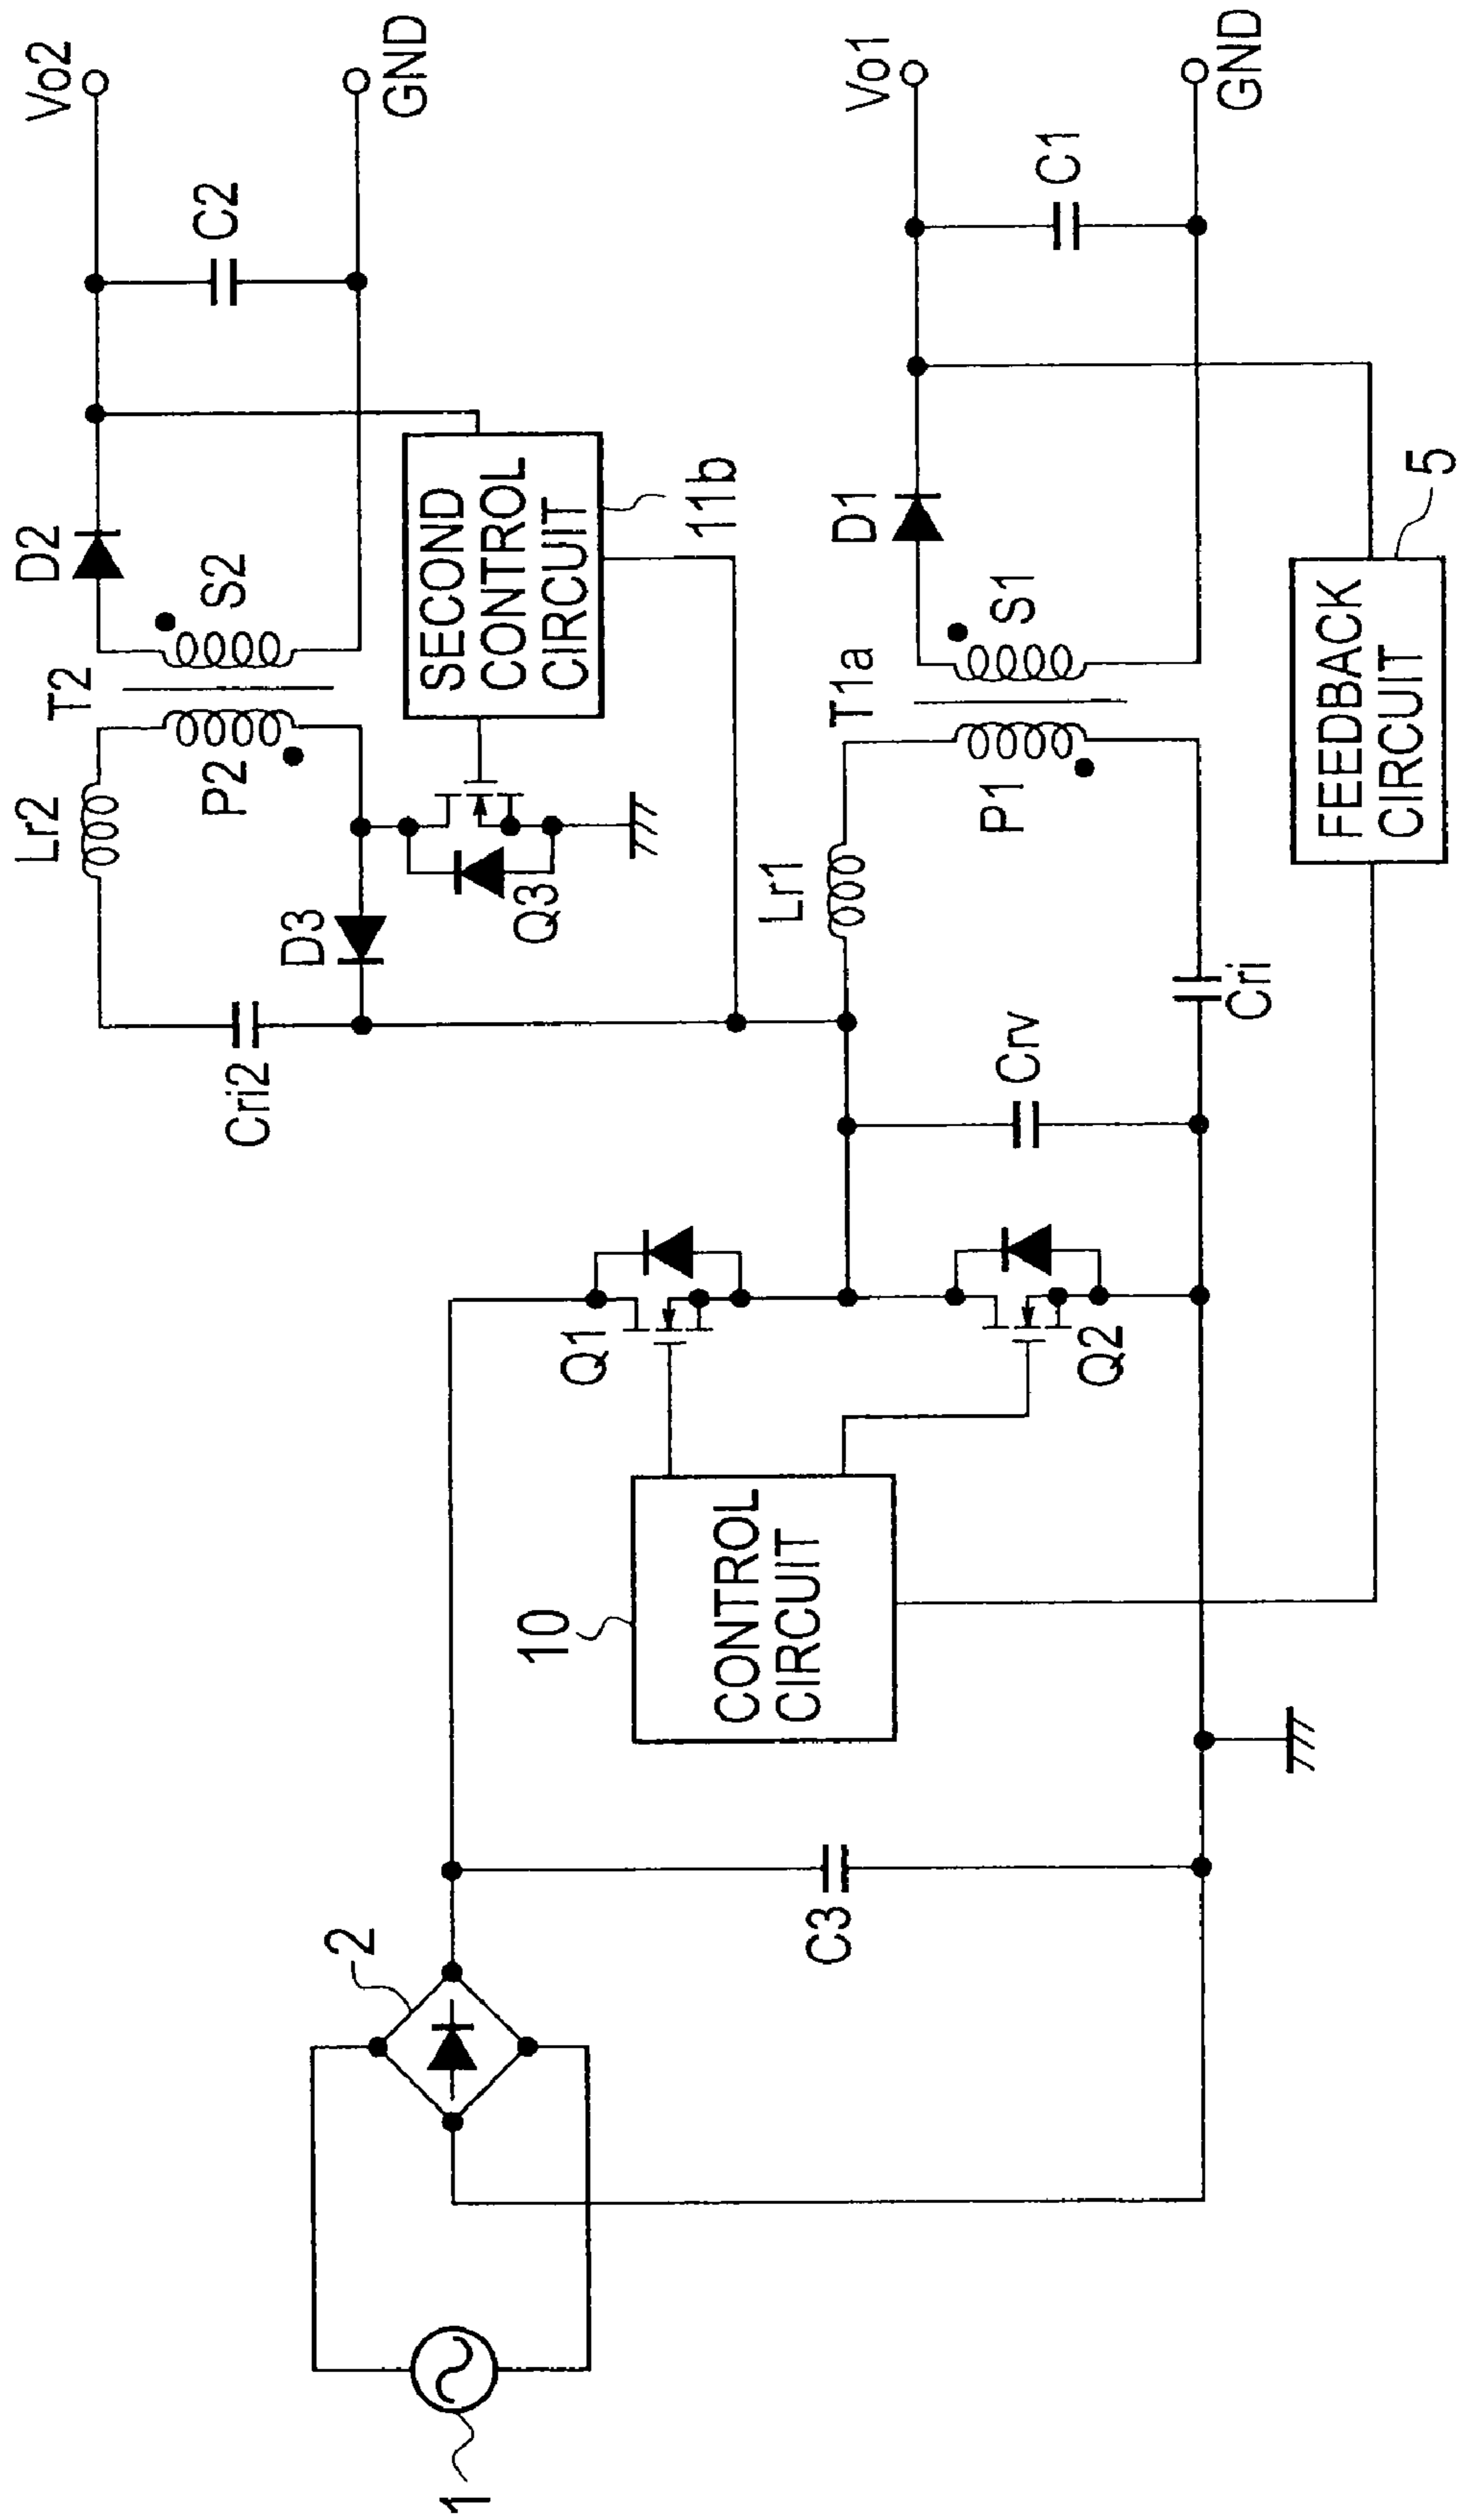 Vo2
GND
C2
D2
S2
T2
P2
Lr2
SECOND
CONTROL
CIRCUIT
11b
Q3
D3
Cri2
Vo1
GND
C1
D1
S1
T1a
P1
Lr1
Cri
Crv
5
FEEDBACK
CIRCUIT
Q1
Q2
10
CONTROL
CIRCUIT
C3
2
1